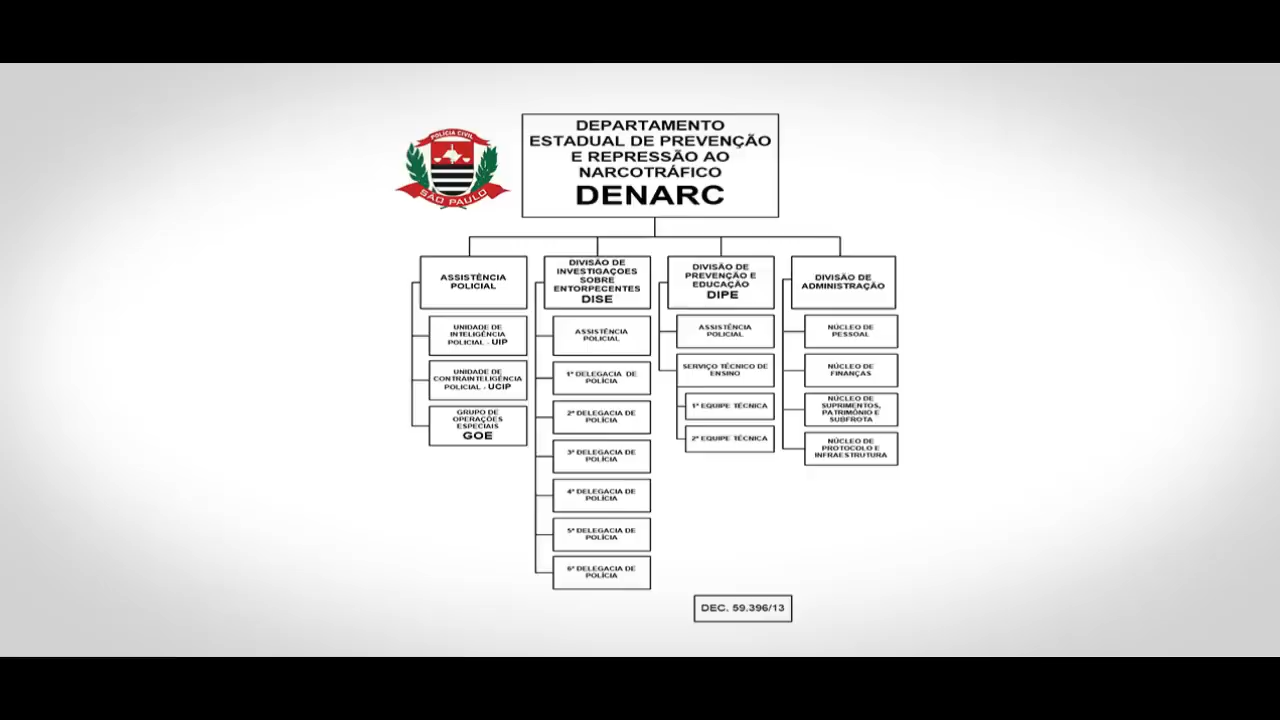 POLÍCIA CIVIL
SÃO PAULO
DEPARTAMENTO
ESTADUAL DE PREVENÇÃO
E REPRESSÃO AO
NARCOTRÁFICO
DENARC
ASSISTÊNCIA
POLICIAL
UNIDADE DE
INTELIGÊNCIA
POLICIAL - UIP
UNIDADE DE
CONTRAINTELIGÊNCIA
POLICIAL - UCIP
GRUPO DE
OPERAÇÕES
ESPECIAIS
GOE
DIVISÃO DE
INVESTIGAÇOES
SOBRE
ENTORPECENTES
DISE
ASSISTÊNCIA
POLICIAL
1ª DELEGACIA DE
POLÍCIA
2ª DELEGACIA DE
POLÍCIA
3ª DELEGACIA DE
POLÍCIA
4ª DELEGACIA DE
POLÍCIA
5ª DELEGACIA DE
POLÍCIA
6ª DELEGACIA DE
POLÍCIA
DIVISÃO DE
PREVENÇÃO E
EDUCAÇÃO
DIPE
ASSISTÊNCIA
POLICIAL
SERVIÇO TÉCNICO DE
ENSINO
1ª EQUIPE TÉCNICA
2ª EQUIPE TÉCNICA
DIVISÃO DE
ADMINISTRAÇÃO
NÚCLEO DE
PESSOAL
NÚCLEO DE
FINANÇAS
NÚCLEO DE
SUPRIMENTOS,
PATRIMÔNIO E
SUBFROTA
NÚCLEO DE
PROTOCOLO E
INFRAESTRUTURA
DEC. 59.396/13